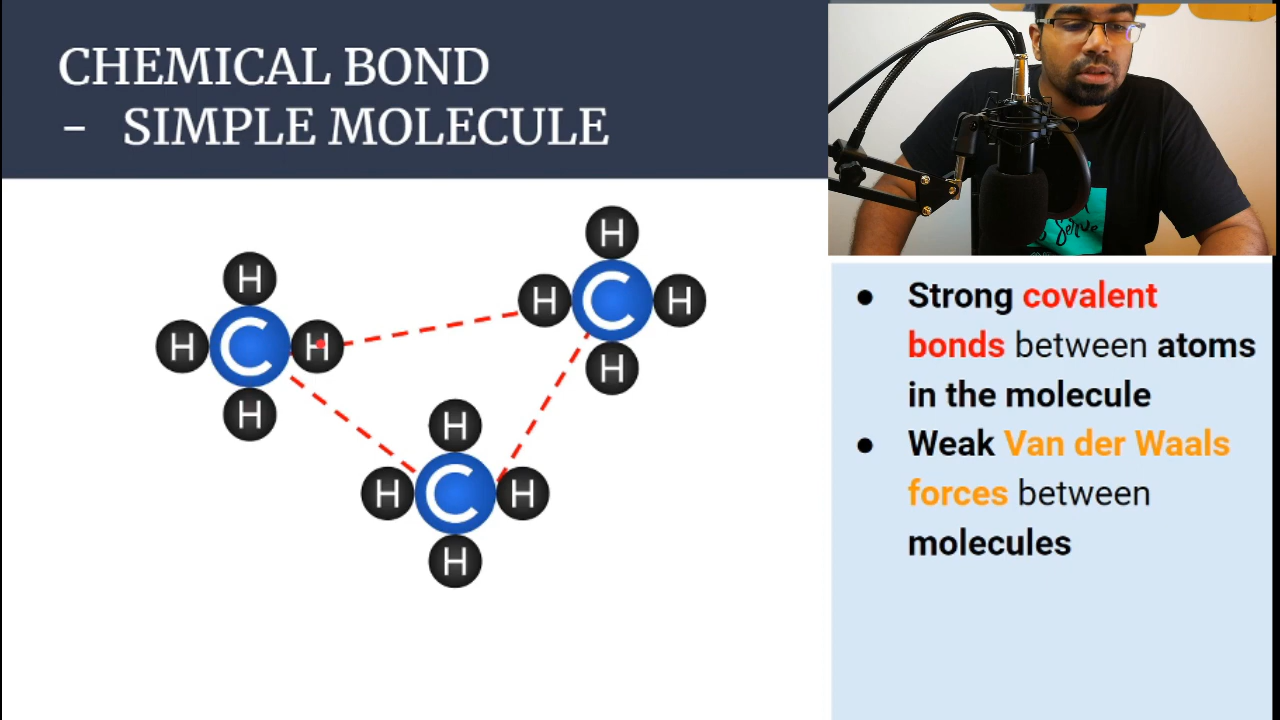 CHEMICAL BOND
- SIMPLE MOLECULE
H
H
H C H
H C H
H
H
H
H C H
H
Serve
● Strong covalent
bonds between atoms
in the molecule
● Weak Van der Waals
forces between
molecules